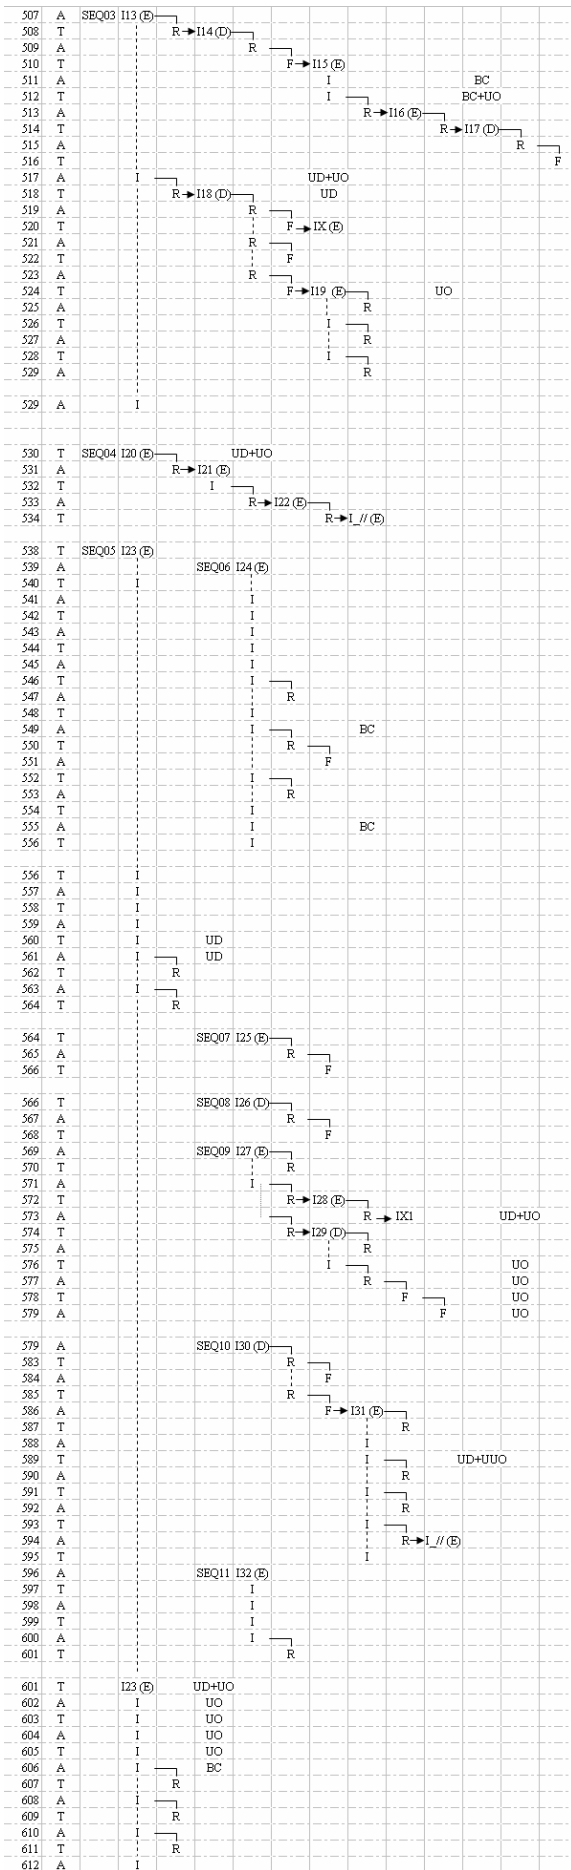 507 A SEQ03 I13 (E)
508 T R I14 (D)
509 A R
510 T F I15 (E)
511 A I BC
512 T I BC+UO
513 A R I16 (E)
514 T R I17 (D)
515 A R
516 T F
517 A I UD+UO
518 T R I18 (D) UD
519 A R
520 T F IX (E)
521 A R
522 T F
523 A R
524 T F I19 (E) UO
525 A R
526 T I
527 A R
528 T I
529 A R
529 A I
530 T SEQ04 I20 (E) UD+UO
531 A R I21 (E)
532 T I
533 A R I22 (E)
534 T R I_// (E)
538 T SEQ05 I23 (E)
539 A SEQ06 I24 (E)
540 T I
541 A I
542 T I
543 A I
544 T I
545 A I
546 T I
547 A R
548 T I
549 A I BC
550 T R
551 A F
552 T I
553 A R
554 T I
555 A I BC
556 T I
556 T I
557 A I
558 T I
559 A I
560 T I UD
561 A I UD
562 T R
563 A I
564 T R
564 T SEQ07 I25 (E)
565 A R
566 T F
566 T SEQ08 I26 (D)
567 A R
568 T F
569 A SEQ09 I27 (E)
570 T R
571 A I
572 T R I28 (E)
573 A R IX1 UD+UO
574 T R I29 (D)
575 A R
576 T I UO
577 A R UO
578 T F UO
579 A F UO
579 A SEQ10 I30 (D)
583 T R
584 A F
585 T R
586 A F I31 (E)
587 T R
588 A I
589 T I UD+UUO
590 A R
591 T I
592 A R
593 T I
594 A R I_// (E)
595 T I
596 A SEQ11 I32 (E)
597 T I
598 A I
599 T I
600 A I
601 T R
601 T I23 (E) UD+UO
602 A I UO
603 T I UO
604 A I UO
605 T I UO
606 A I BC
607 T R
608 A I
609 T R
610 A I
611 T R
612 A I